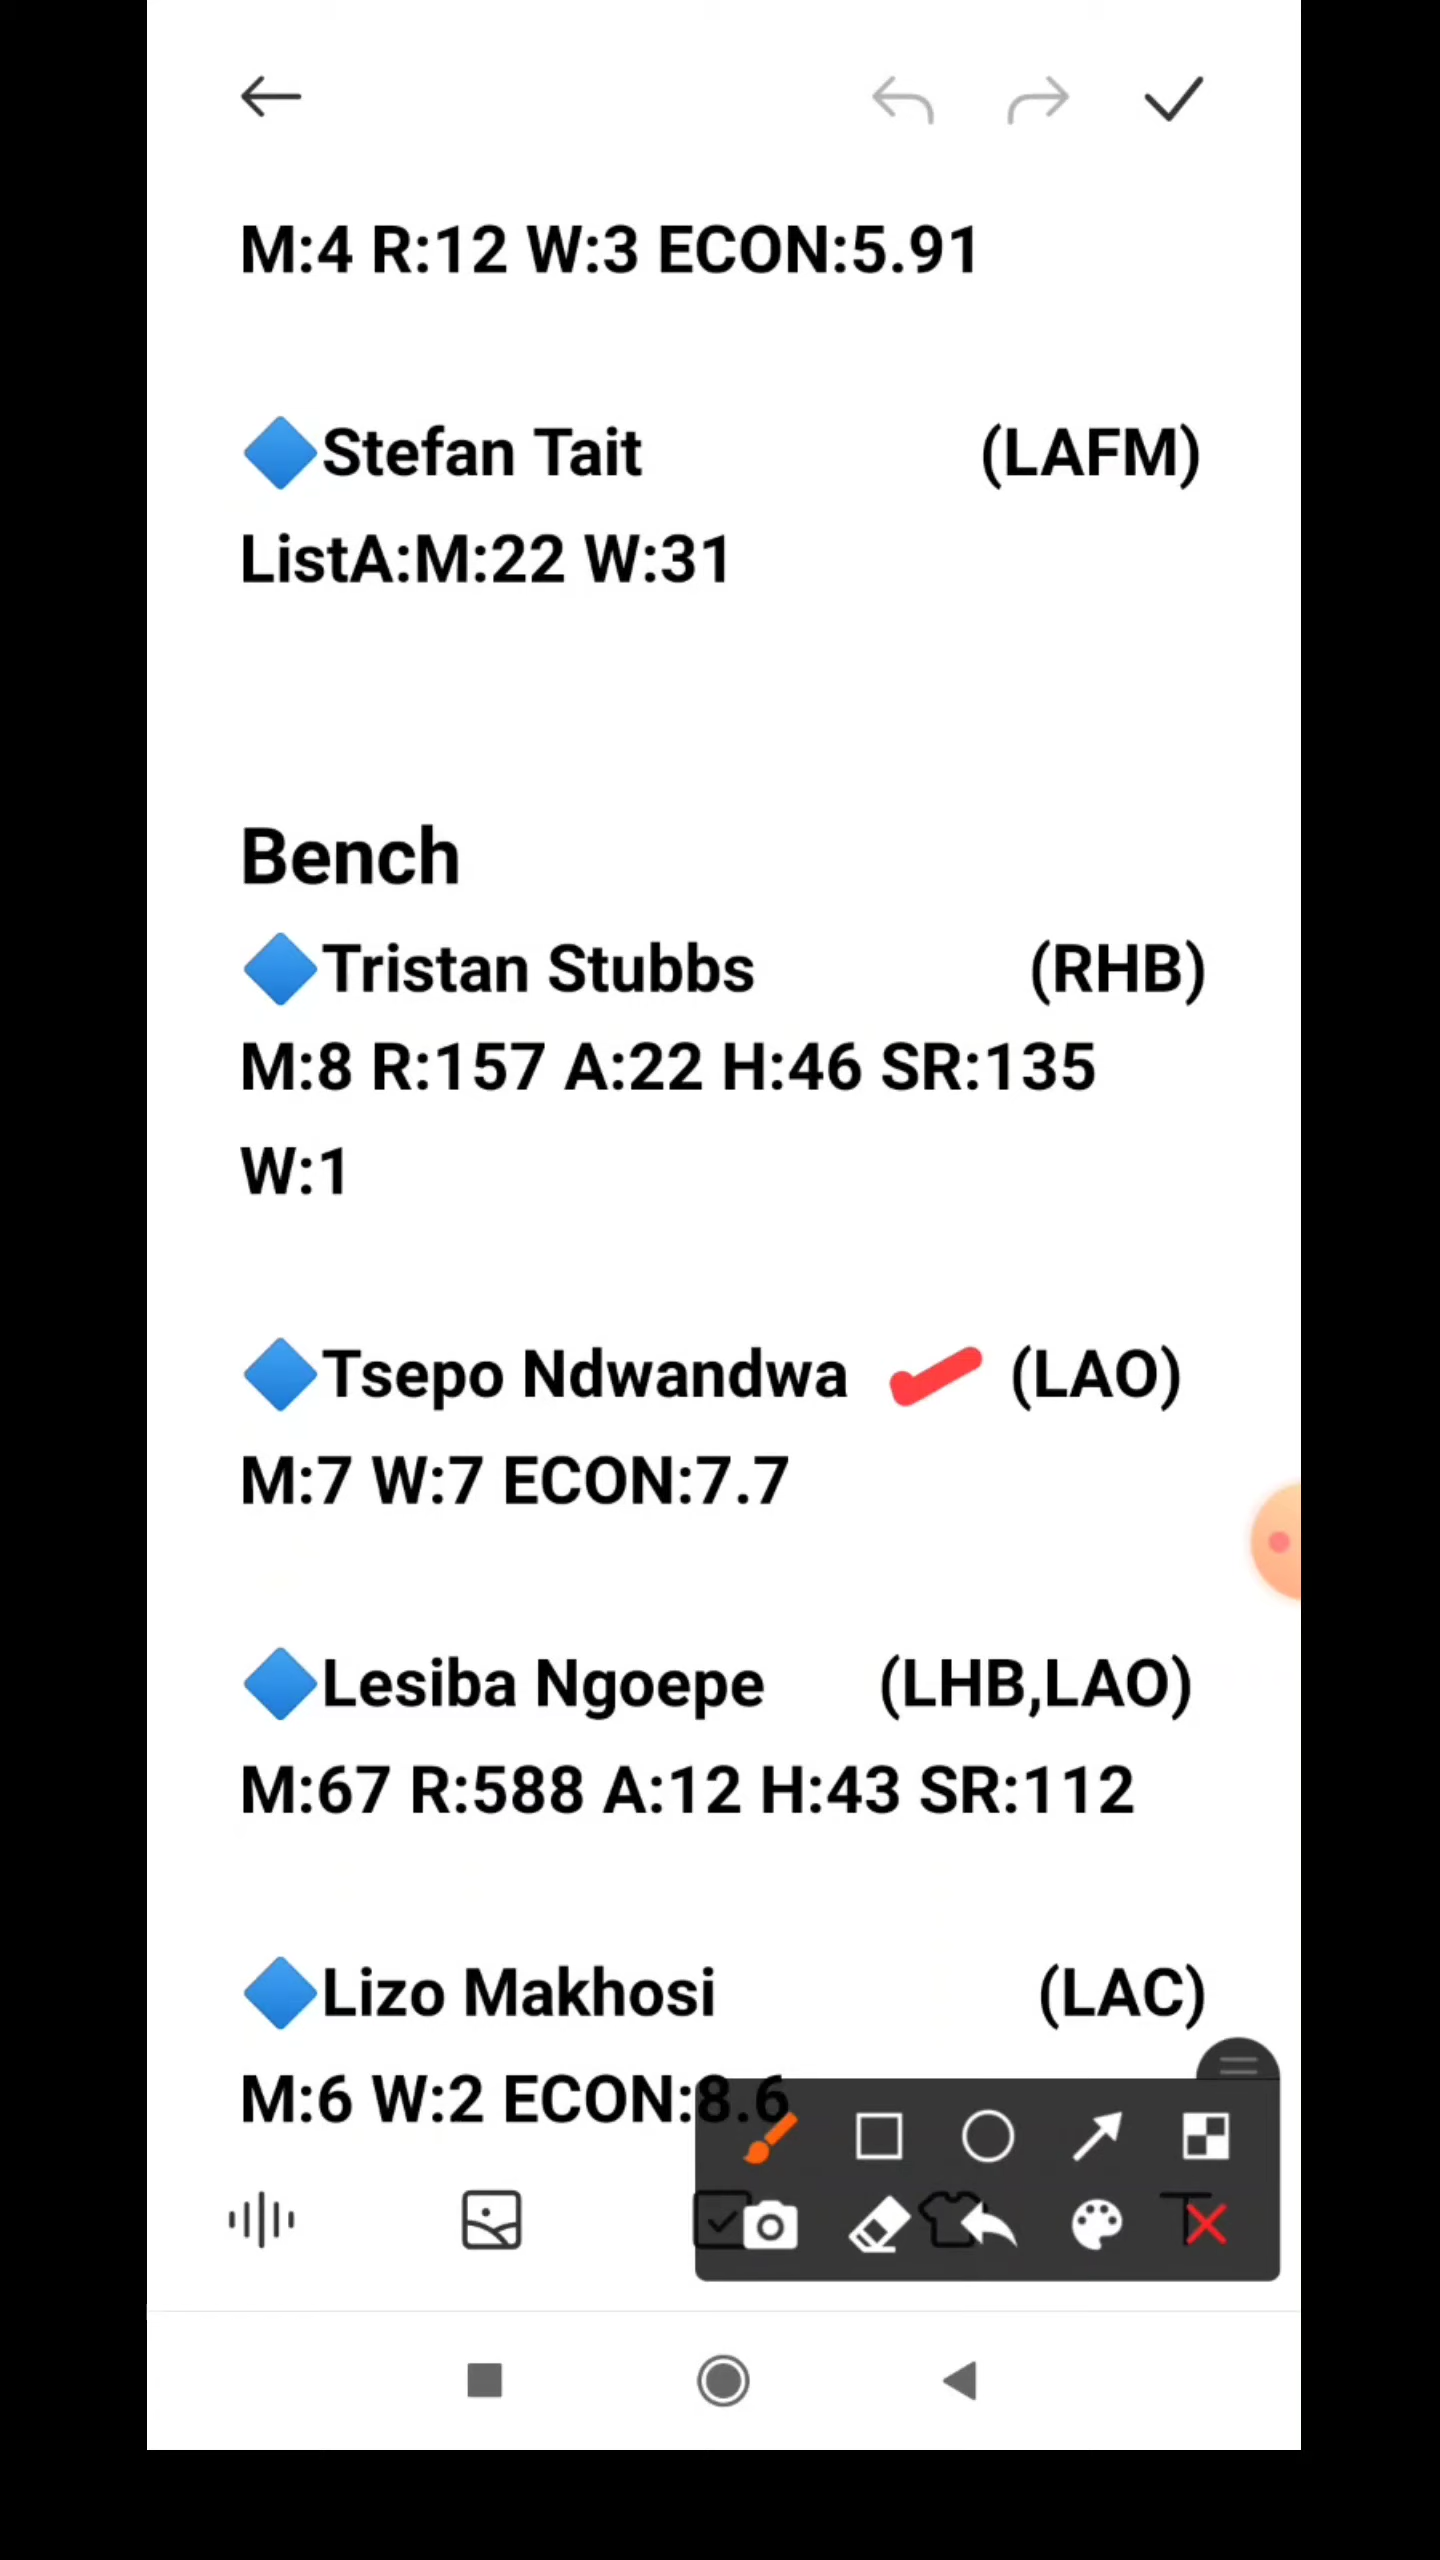 M:4 R:12 W:3 ECON:5.91
🔷Stefan Tait (LAFM)
ListA:M:22 W:31
Bench
🔷Tristan Stubbs (RHB)
M:8 R:157 A:22 H:46 SR:135
W:1
🔷Tsepo Ndwandwa (LAO)
M:7 W:7 ECON:7.7
🔷Lesiba Ngoepe (LHB,LAO)
M:67 R:588 A:12 H:43 SR:112
🔷Lizo Makhosi (LAC)
M:6 W:2 ECON:8.6